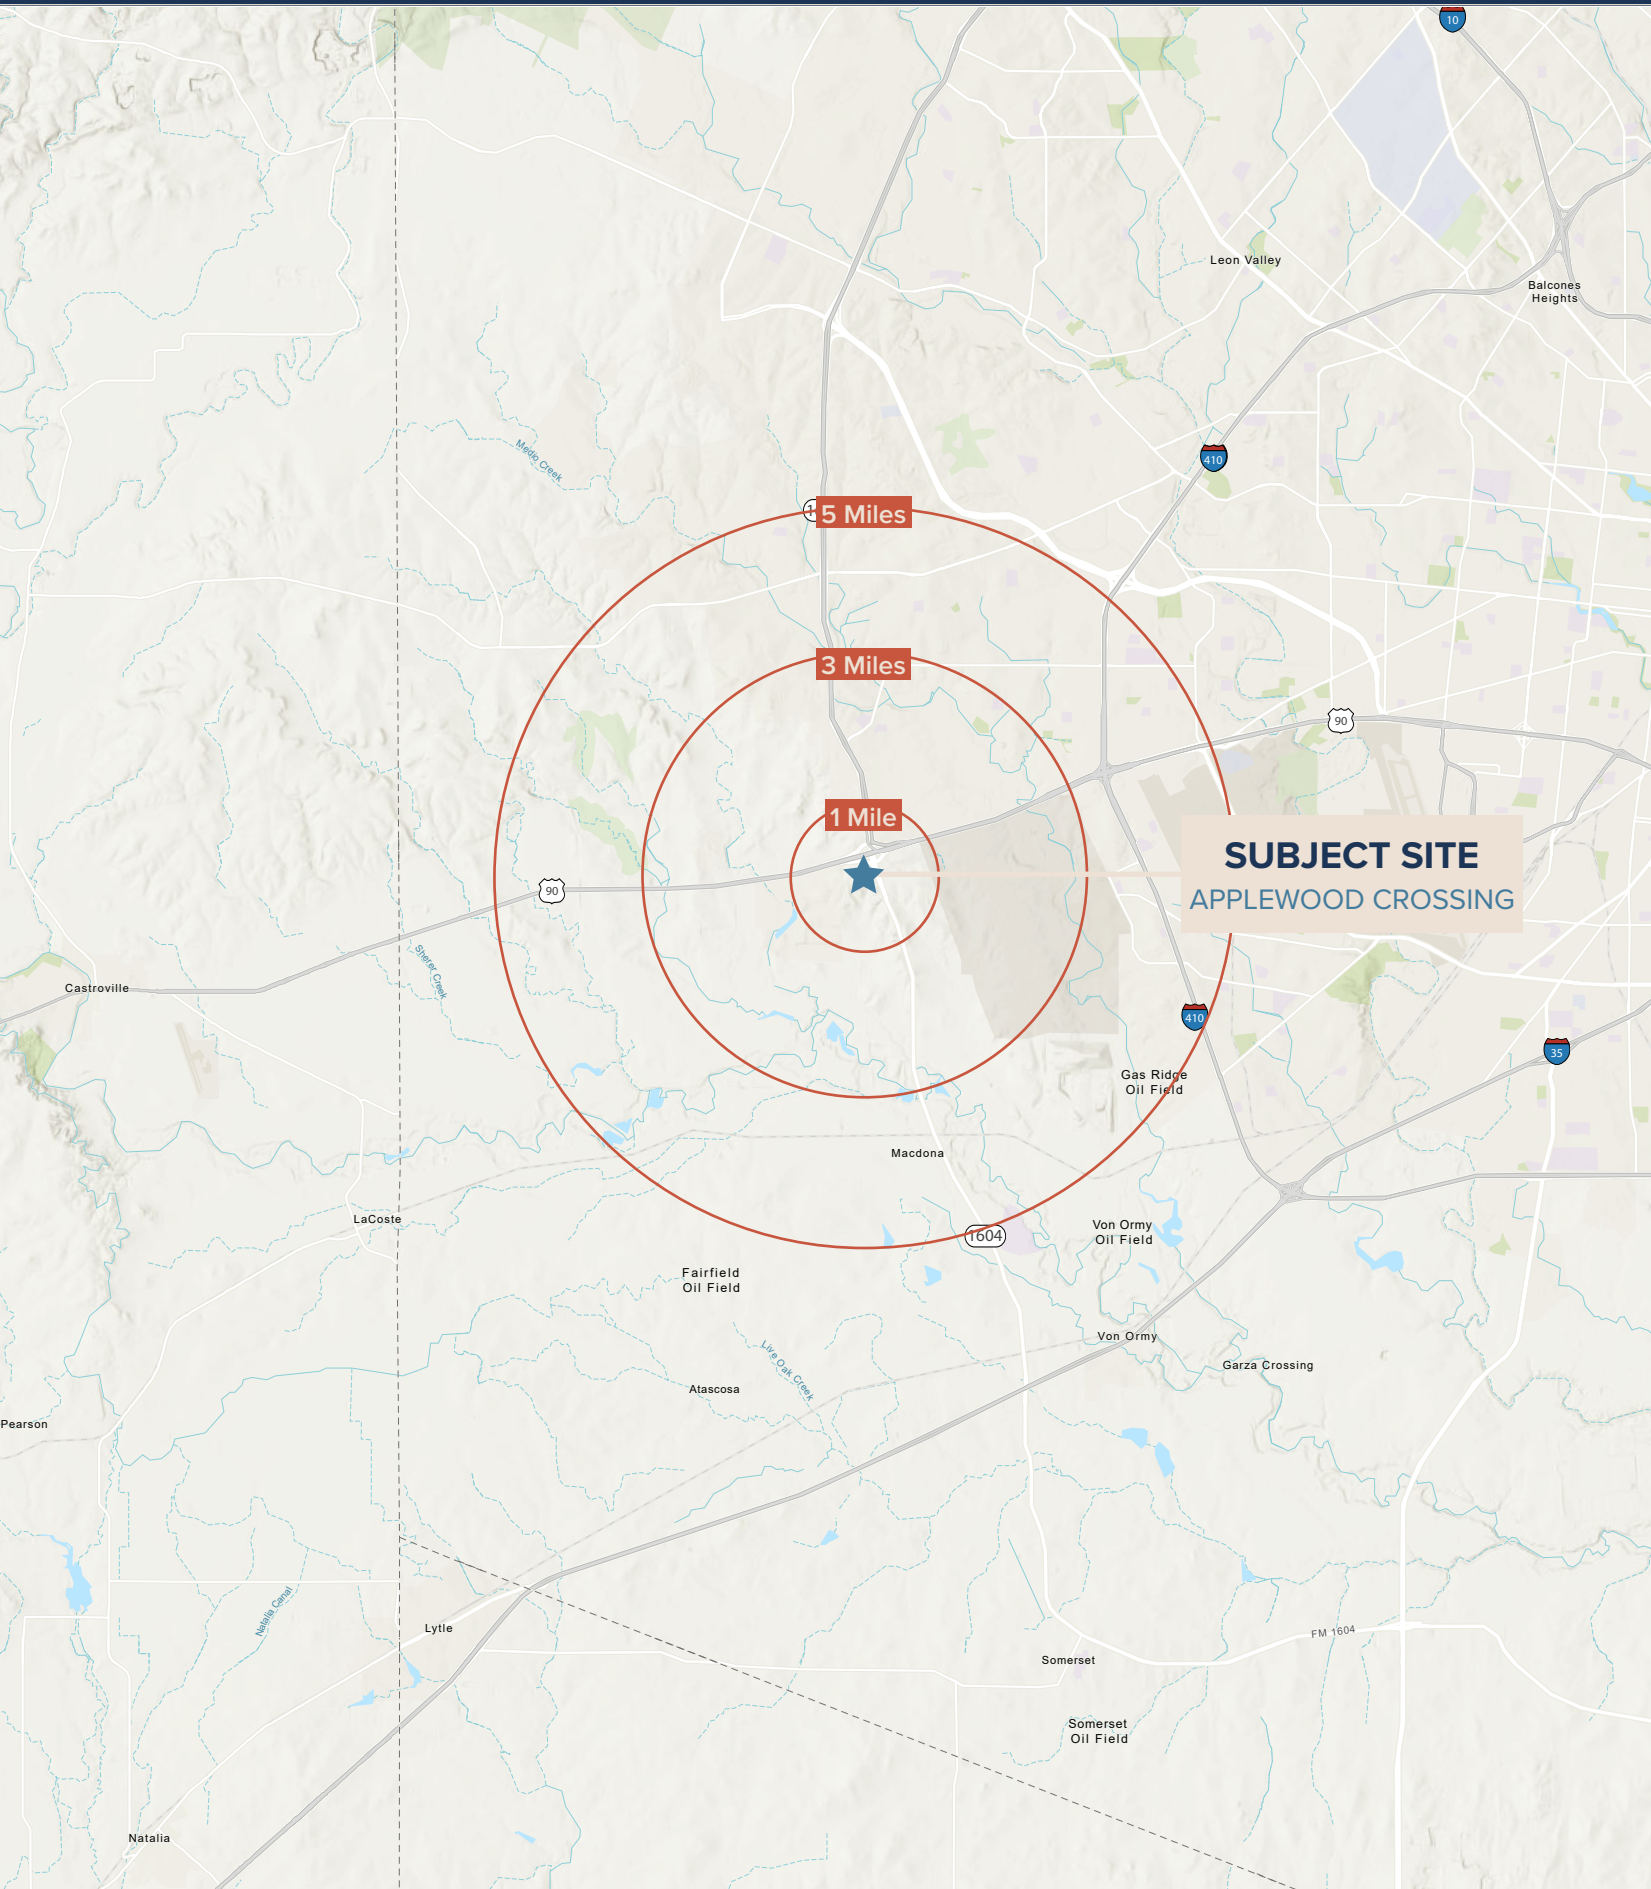 10
Leon Valley
Balcones
Heights
Medio Creek
410
5 Miles
3 Miles
90
1 Mile
SUBJECT SITE
APPLEWOOD CROSSING
90
Sherer Creek
Castroville
410
35
Gas Ridge
Oil Field
Macdona
LaCoste
1604
Von Ormy
Oil Field
Fairfield
Oil Field
Von Ormy
Live Oak Creek
Garza Crossing
Atascosa
Pearson
Natalia Canal
Lytle
FM 1604
Somerset
Somerset
Oil Field
Natalia